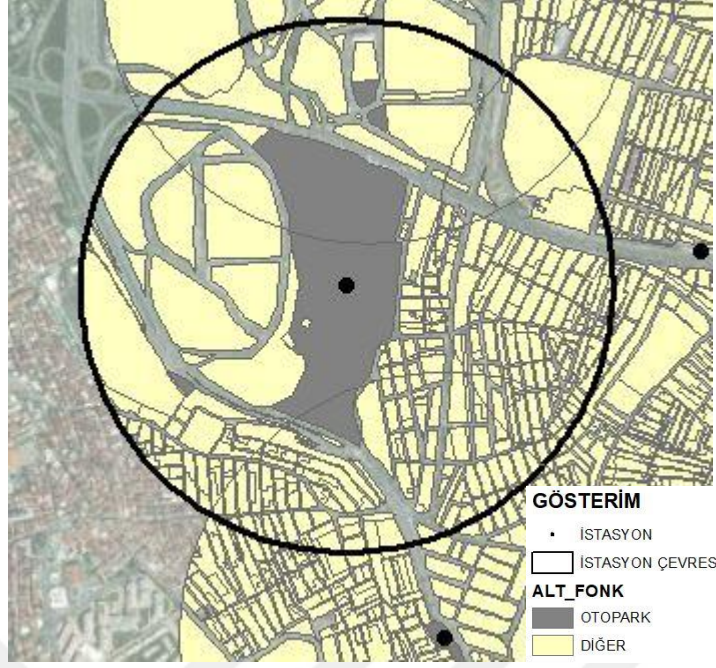 GÖSTERİM
İSTASYON
İSTASYON ÇEVRES
ALT_FONK
OTOPARK
DİĞER